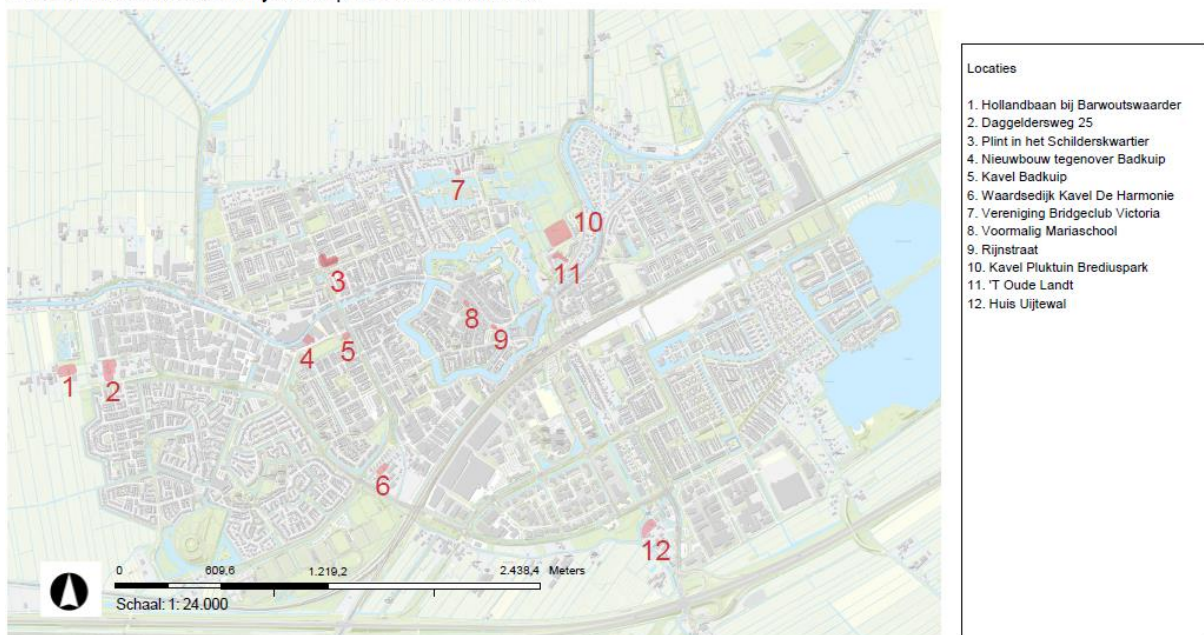 Locaties
1. Hollandbaan bij Barwoutswaarder
2. Daggeldersweg 25
3. Plint in het Schilderskwartier
4. Nieuwbouw tegenover Badkuip
5. Kavel Badkuip
6. Waardsedijk Kavel De Harmonie
7. Vereniging Bridgeclub Victoria
8. Voormalig Mariaschool
9. Rijnstraat
10. Kavel Pluktuin Brediuspark
11. 'T Oude Landt
12. Huis Uijtewal
7
10
11
3
8
9
4
5
1
2
6
12
0 609,6 1.219,2 2.438,4 Meters
Schaal: 1: 24.000